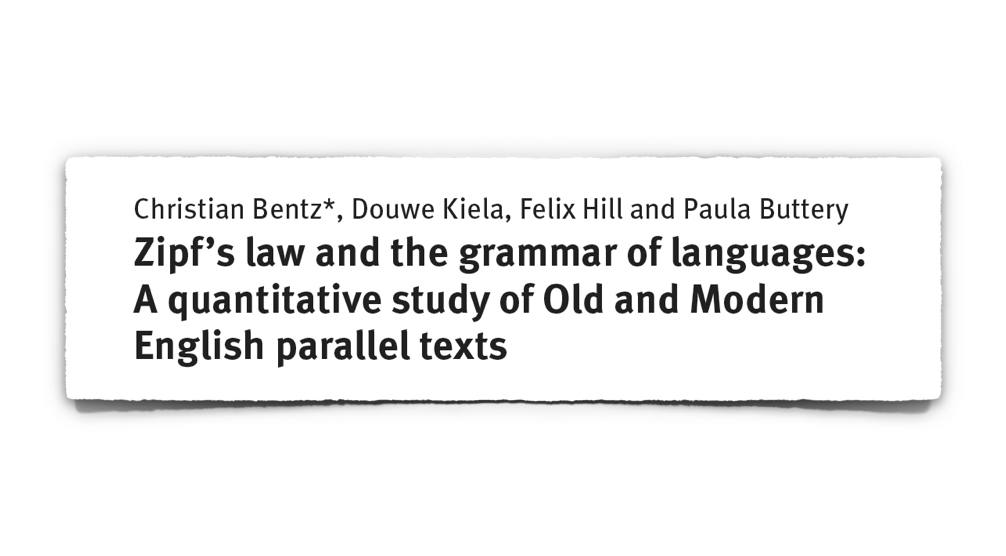 Christian Bentz*, Douwe Kiela, Felix Hill and Paula Buttery
Zipf’s law and the grammar of languages:
A quantitative study of Old and Modern
English parallel texts